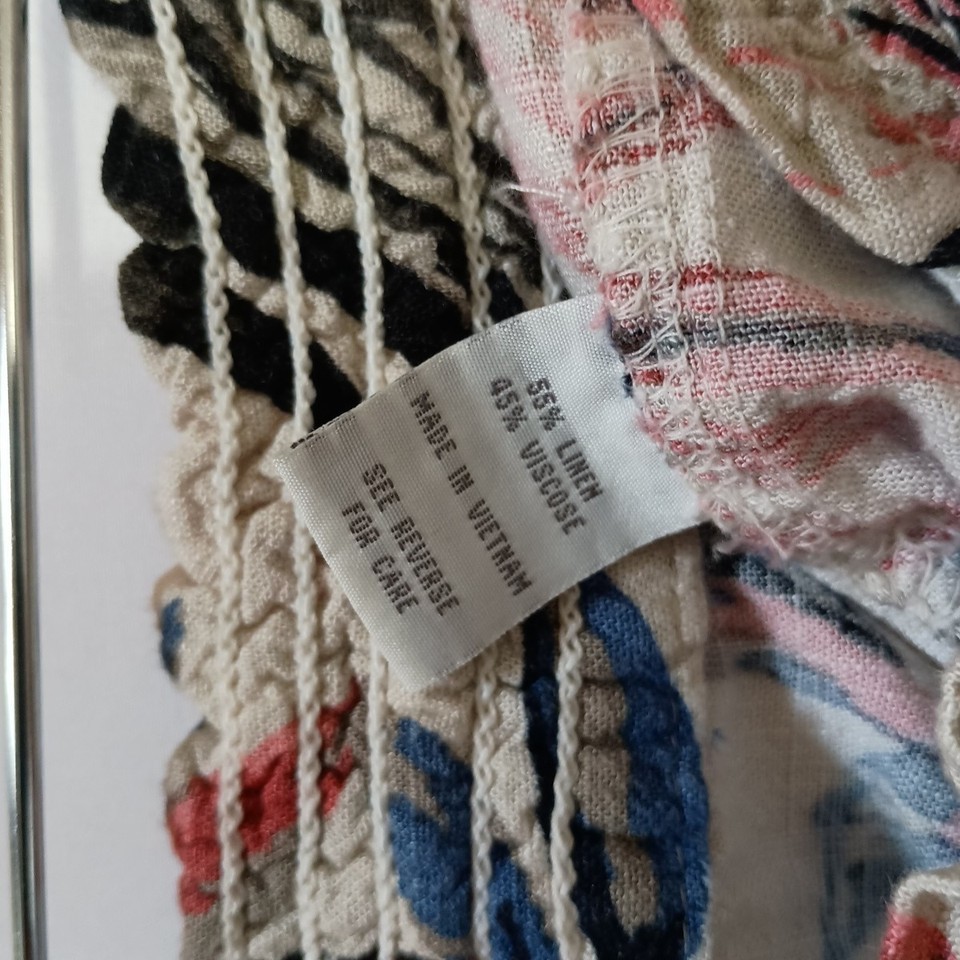 55% LINEN
45% VISCOSE
MADE IN VIETNAM
SEE REVERSE
FOR CARE